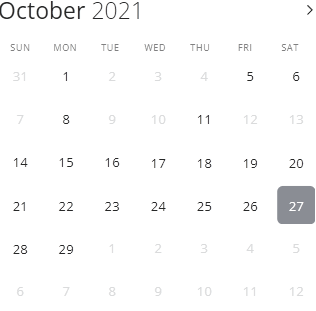 October 2021 >
SUN MON TUE WED THU FRI SAT
31 1 2 3 4 5 6
7 8 9 10 11 12 13
14 15 16 17 18 19 20
21 22 23 24 25 26 27
28 29 1 2 3 4 5
6 7 8 9 10 11 12